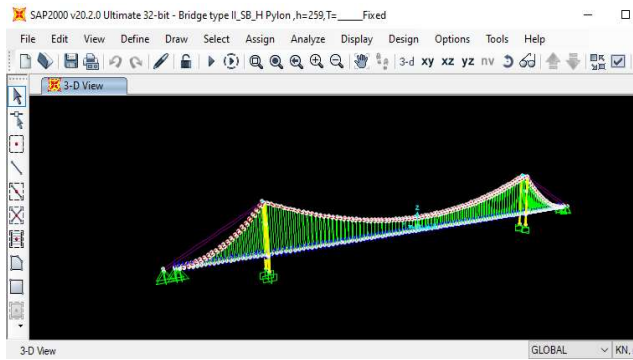 SAP2000 v20.2.0 Ultimate 32-bit - Bridge type II_SB_H Pylon ,h=259,T=_____Fixed
File Edit View Define Draw Select Assign Analyze Display Design Options Tools Help
3-d xy xz yz nv
3-D View
Z
3-D View GLOBAL KN,